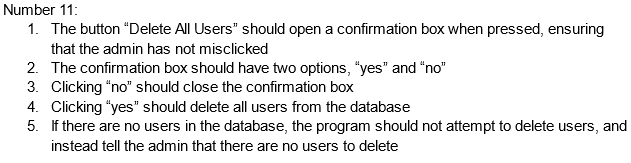 Number 11:
1. The button “Delete All Users” should open a confirmation box when pressed, ensuring
that the admin has not misclicked
2. The confirmation box should have two options, “yes” and “no”
3. Clicking “no” should close the confirmation box
4. Clicking “yes” should delete all users from the database
5. If there are no users in the database, the program should not attempt to delete users, and
instead tell the admin that there are no users to delete